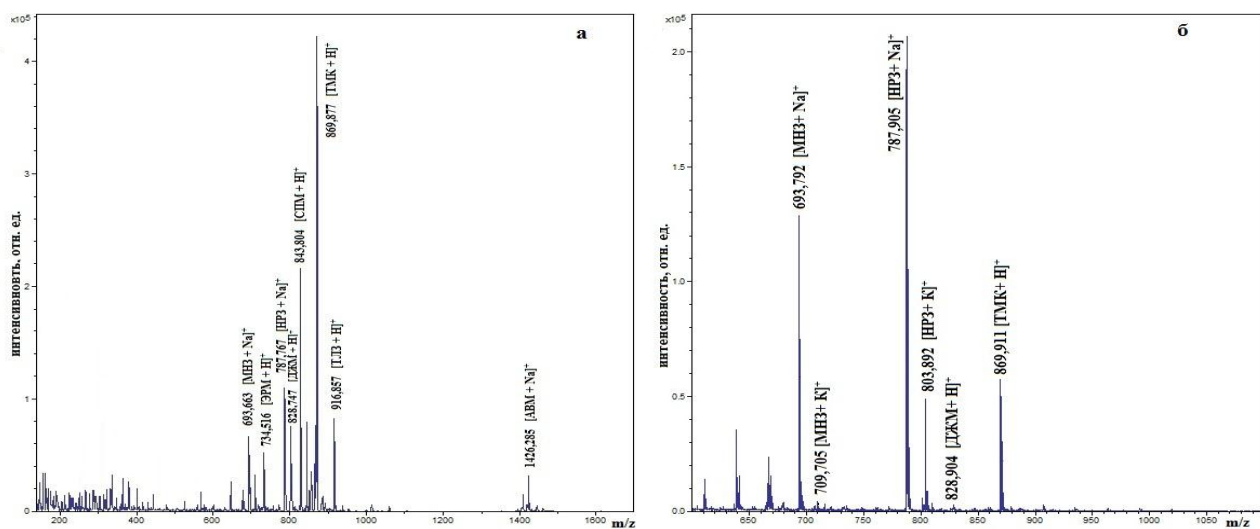 x10⁵
а
4
3
2
1
0
интенсивновть. отн. ед.
200
400
600
800
1000
1200
1400
1600
m/z
693,663 [МНЗ + Na]⁺
734,516 [ЭРМ + H]⁺
787,767 [НРЗ + Na]⁺
828,747 [ДЖМ + H]⁺
843,804 [СПМ + H]⁺
869,877 [ТМК + H]⁺
916,857 [ТЛЗ + H]⁺
1426,285 [АВМ + Na]⁺
x10⁵
б
2.0
1.5
1.0
0.5
0.0
интенсивность, отн. ед.
650
700
750
800
850
900
950
1000
1050
m/z
693,792 [МНЗ+ Na]⁺
709,705 [МНЗ+ К]⁺
787,905 [НРЗ+ Na]⁺
803,892 [НРЗ+ К]⁺
828,904 [ДЖМ+ H]⁺
869,911 [ТМК+ H]⁺